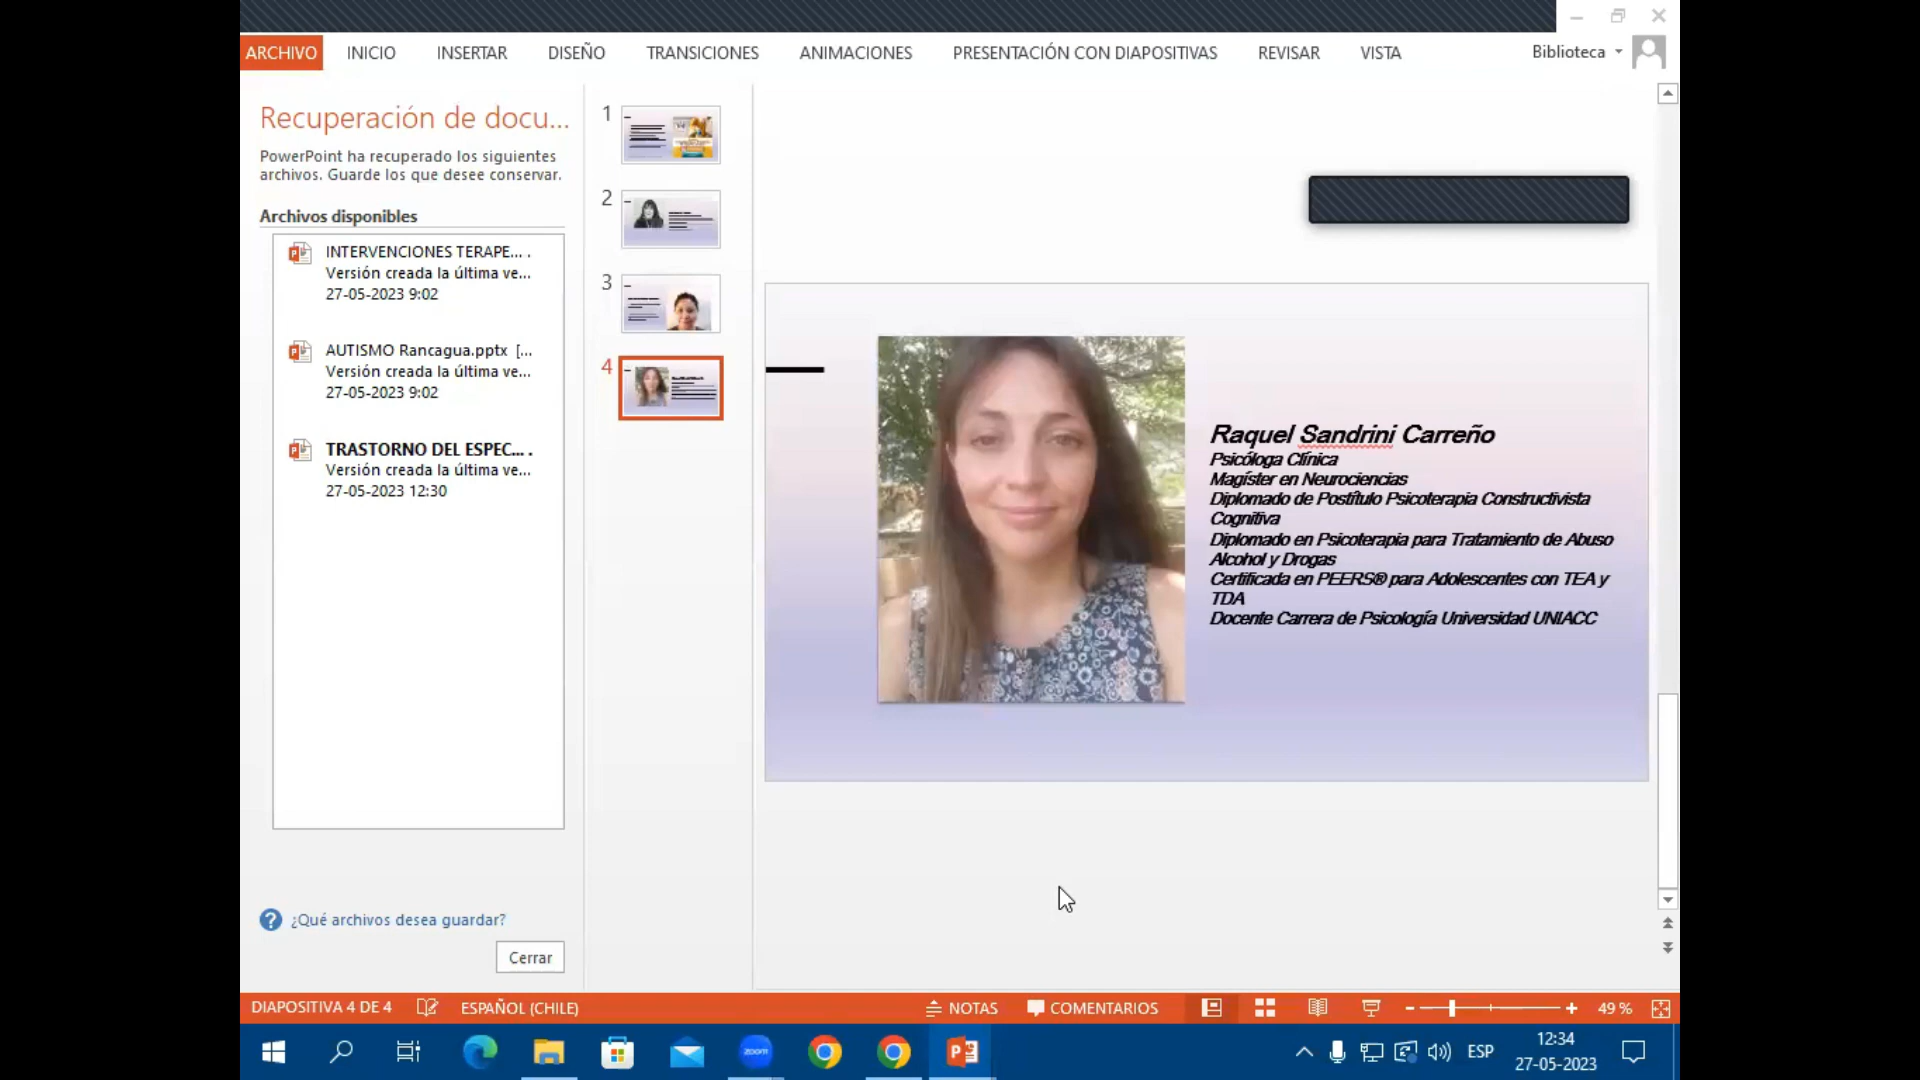 ARCHIVO INICIO INSERTAR DISEÑO TRANSICIONES ANIMACIONES PRESENTACIÓN CON DIAPOSITIVAS REVISAR VISTA Biblioteca
Recuperación de docu...
PowerPoint ha recuperado los siguientes
archivos. Guarde los que desee conservar.
Archivos disponibles
INTERVENCIONES TERAPE... .
Versión creada la última ve...
27-05-2023 9:02
AUTISMO Rancagua.pptx [...
Versión creada la última ve...
27-05-2023 9:02
TRASTORNO DEL ESPEC... .
Versión creada la última ve...
27-05-2023 12:30
¿Qué archivos desea guardar?
Cerrar
1
2
3
4
Raquel Sandrini Carreño
Psicóloga Clínica
Magíster en Neurociencias
Diplomado de Postítulo Psicoterapia Constructivista
Cognitiva
Diplomado en Psicoterapia para Tratamiento de Abuso
Alcohol y Drogas
Certificada en PEERS® para Adolescentes con TEA y
TDA
Docente Carrera de Psicología Universidad UNIACC
DIAPOSITIVA 4 DE 4 ESPAÑOL (CHILE) NOTAS COMENTARIOS 49 %
zoom
ESP
12:34
27-05-2023